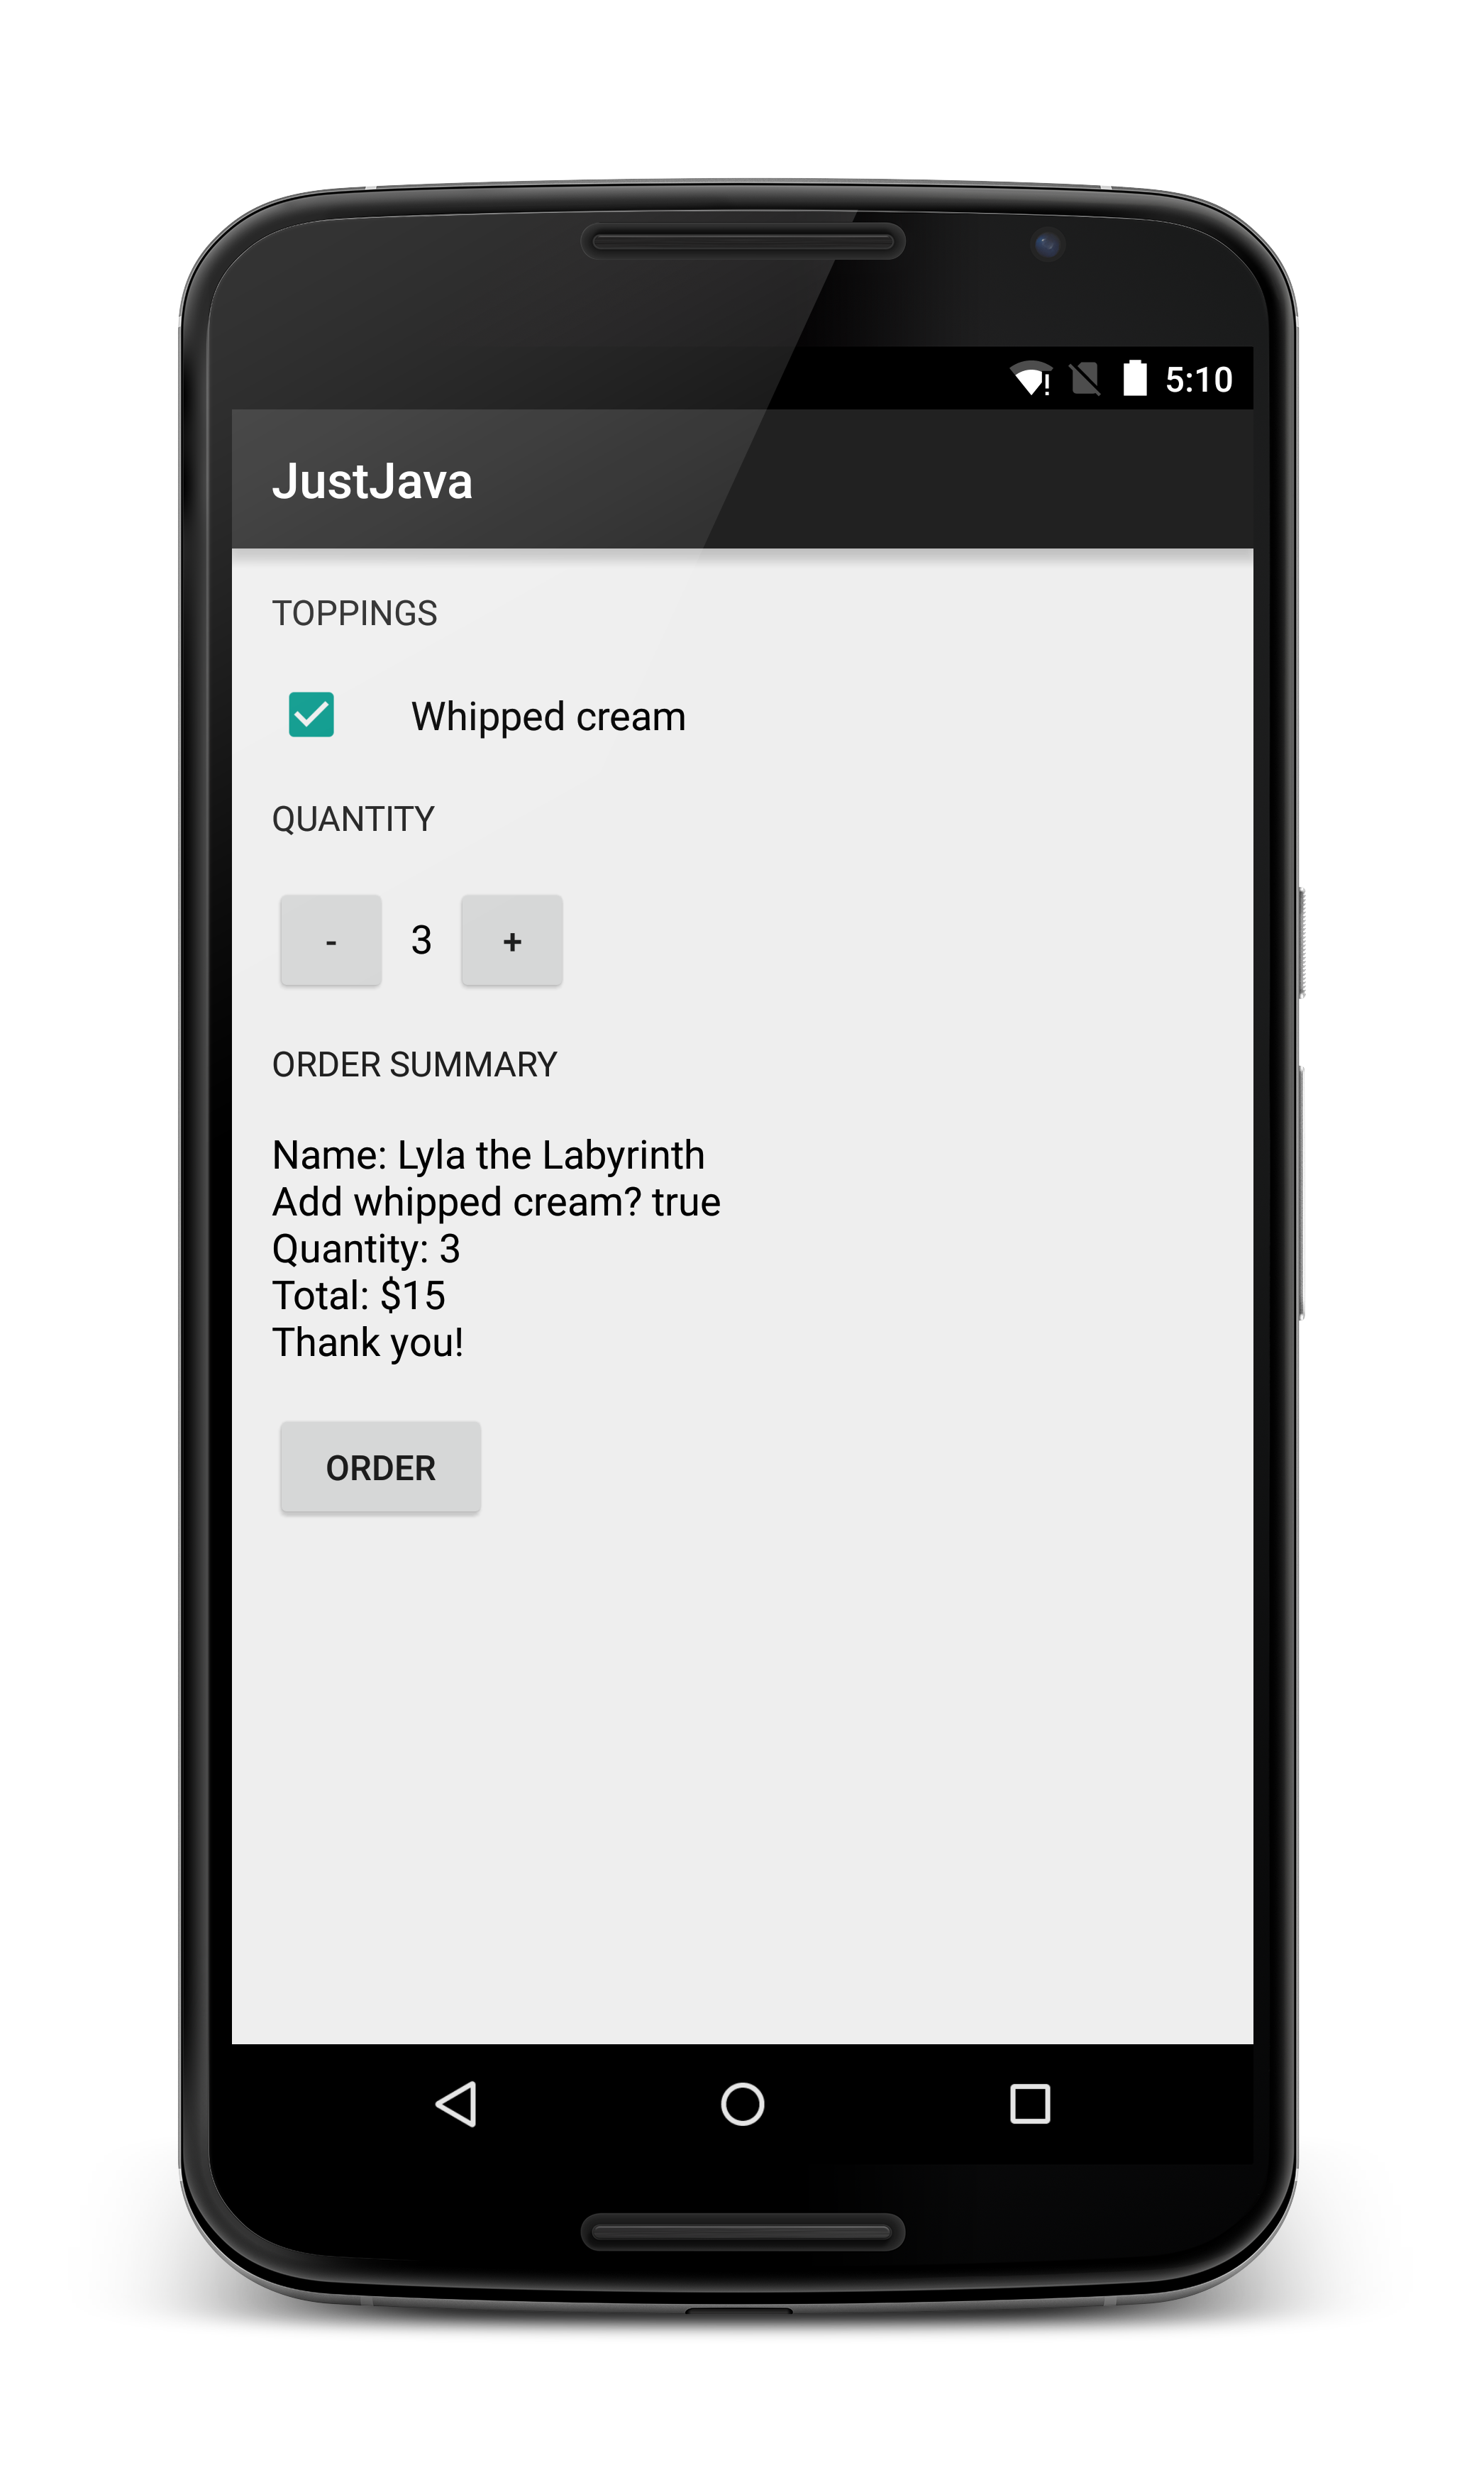 5:10
JustJava
TOPPINGS
Whipped cream
QUANTITY
- 3 +
ORDER SUMMARY
Name: Lyla the Labyrinth
Add whipped cream? true
Quantity: 3
Total: $15
Thank you!
ORDER